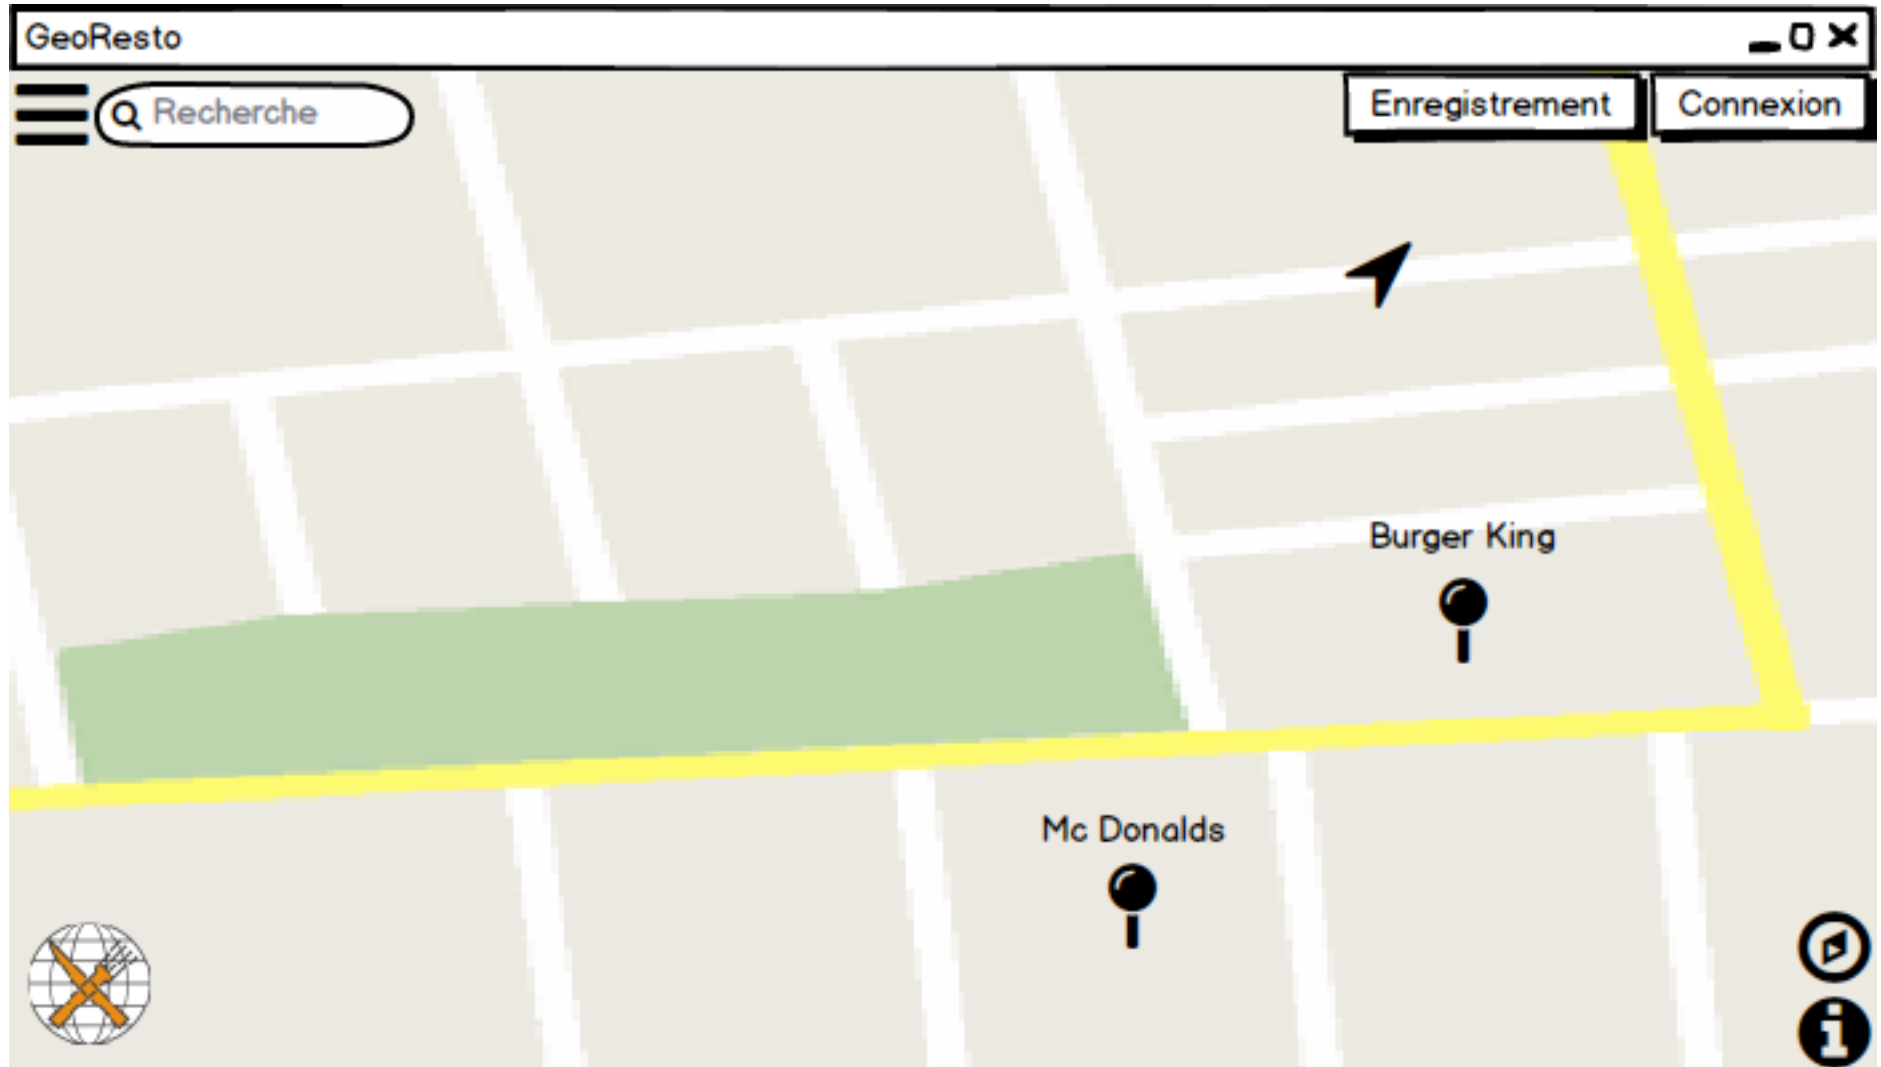 GeoResto
Recherche
Enregistrement
Connexion
Burger King
Mc Donalds